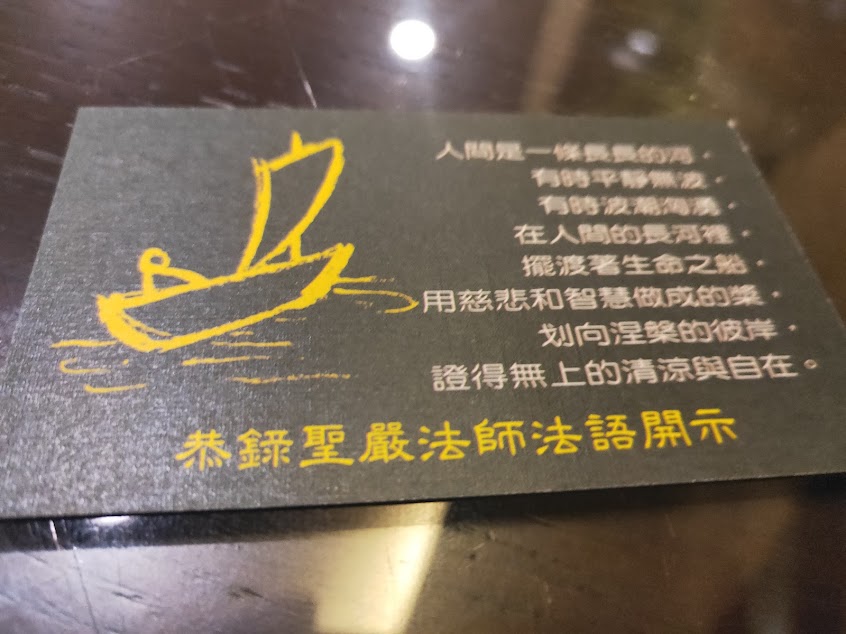 人間是一條長長的河，
有時平靜無波，
有時波潮洶湧，
在人間的長河裡，
擺渡著生命之船，
用慈悲和智慧做成的槳，
划向涅槃的彼岸，
證得無上的清涼與自在。
恭錄聖嚴法師法語開示